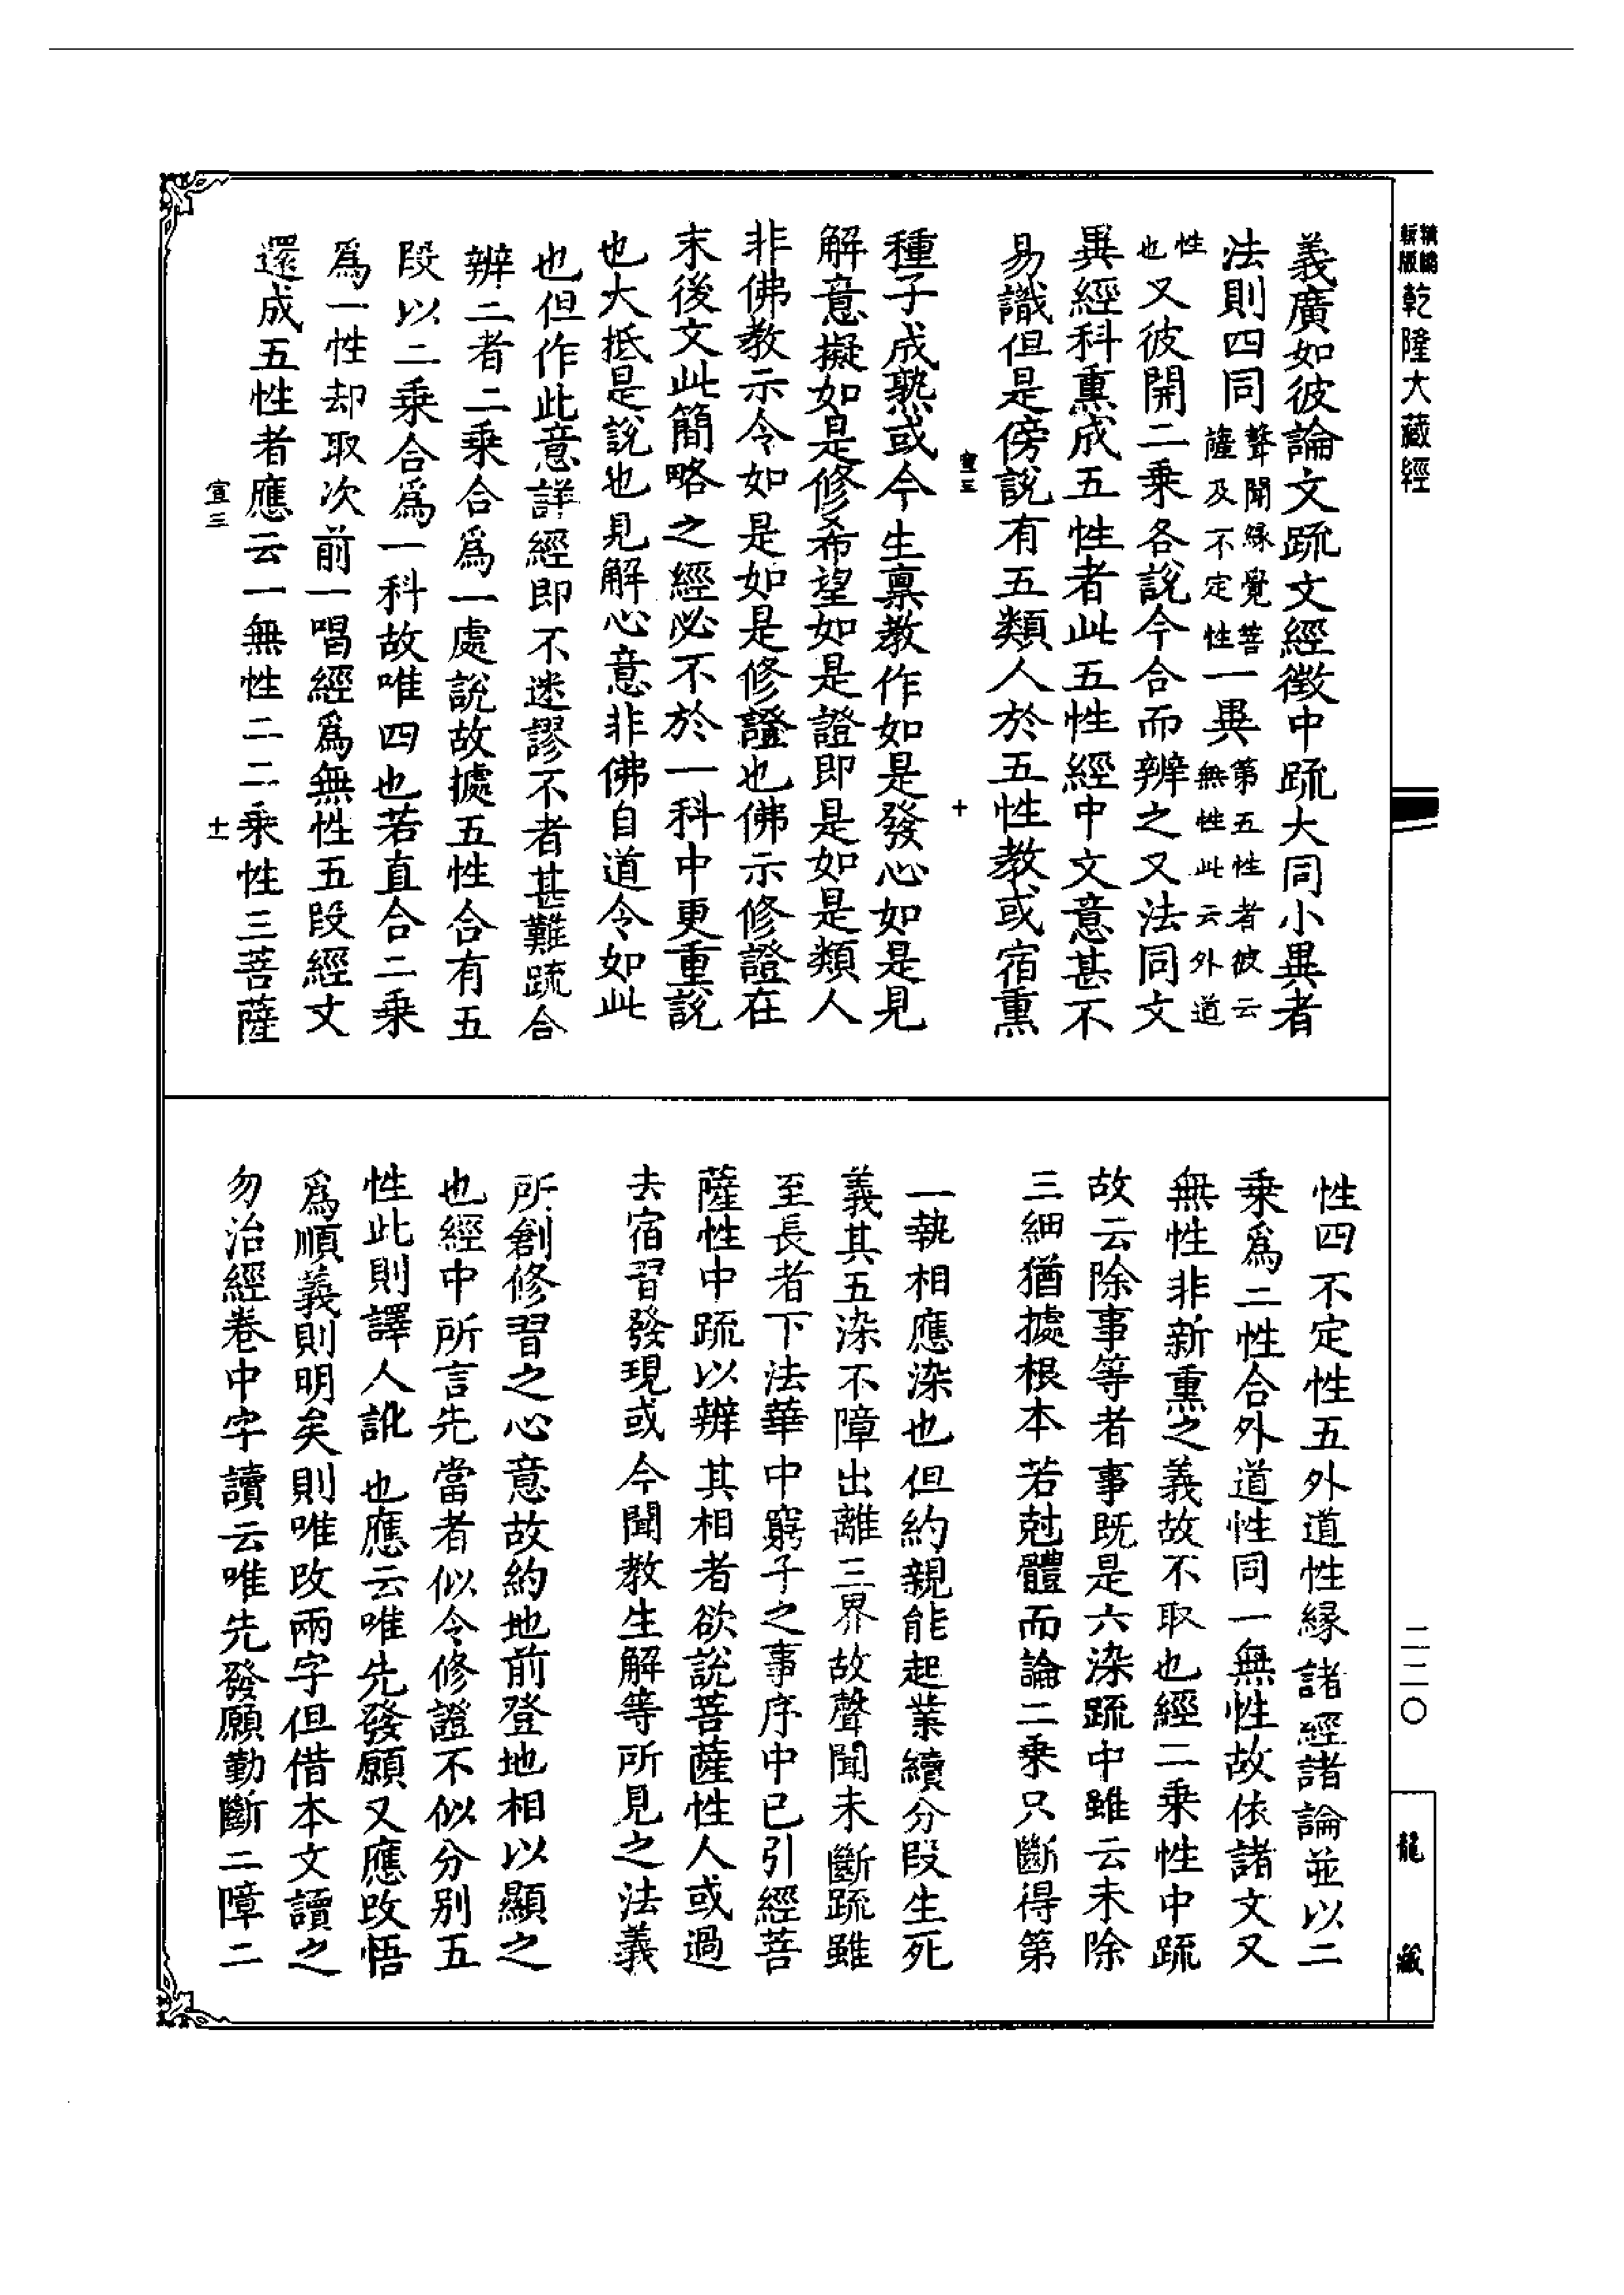 乾隆大藏經
義廣如彼論文疏文經徵中疏大同小異者
法則四同聲聞緣覺菩薩及不定性一異第五性者彼云無性此云外道
性也又彼開二乘各說今合而辨之又法同文
異經科熏成五性者此五性經中文意甚不
易識但是傍說有五類人於五性教或宿熏
宣三
十
種子成熟或今生稟教作如是發心如是見
解意擬如是修又希望如是證即是如是類人
非佛教示令如是如是修證也佛示修證在
末後文此簡略之經必不於一科中更重說
也大抵是說也見解心意非佛自道令如此
也但作此意詳經即不迷謬不者甚難疏合
辨二者二乘合爲一處說故據五性合有五
段以二乘合爲一科故唯四也若直合二乘
爲一性却取次前一唱經爲無性五段經文
還成五性者應云一無性二二乘性三菩薩
宣三
十一
性四不定性五外道性緣諸經諸論並以二
乘爲二性合外道性同一無性故依諸文又
無性非新熏之義故不取也經二乘性中疏
故云除事等者事既是六染疏中雖云未除
三細猶據根本若尅體而論二乘只斷得第
一執相應染也但約親能起業續分段生死
義其五染不障出離三界故聲聞未斷疏雖
至長者下法華中窮子之事序中已引經菩
薩性中疏以辨其相者欲說菩薩性人或過
去宿習發現或今聞教生解等所見之法義
所創修習之心意故約地前登地相以顯之
也經中所言先當者似令修證不似分別五
性此則譯人訛也應云唯先發願又應改悟
爲順義則明矣則唯改兩字但借本文讀之
勿治經卷中字讀云唯先發願勤斷二障二
二二〇
龍藏